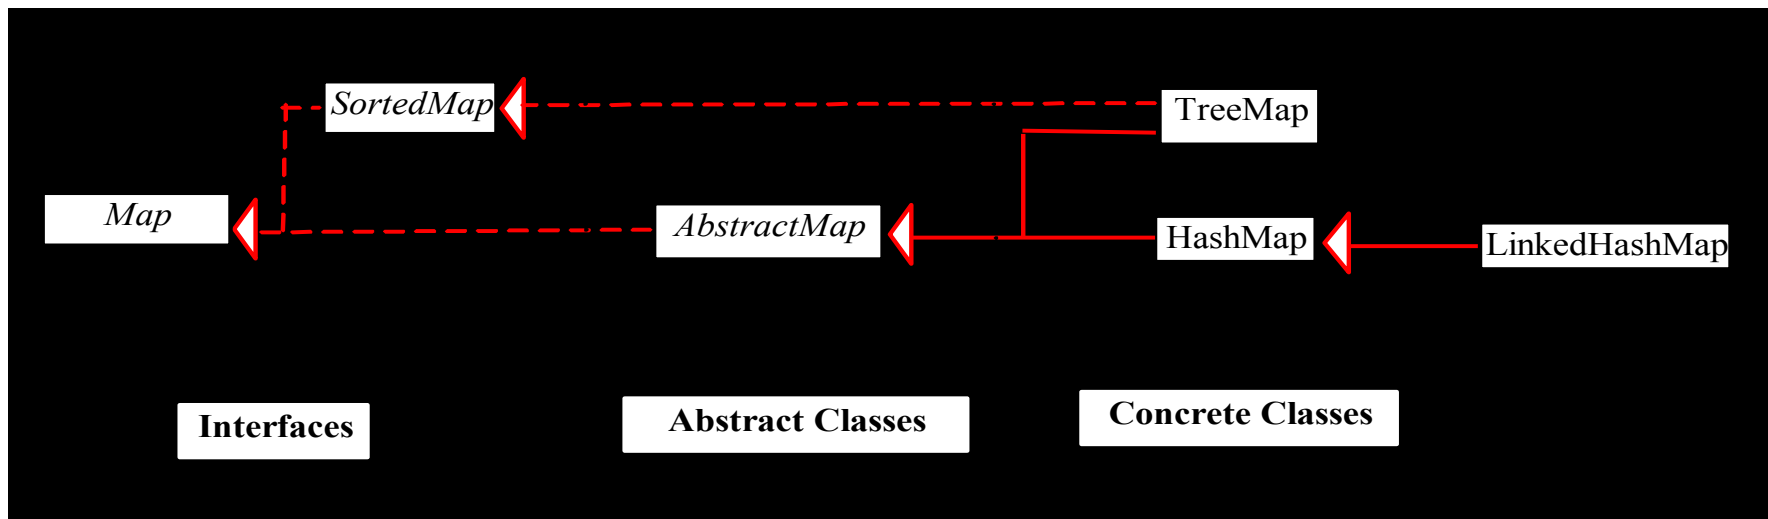 SortedMap
TreeMap
Map
AbstractMap
HashMap
LinkedHashMap
Interfaces
Abstract Classes
Concrete Classes